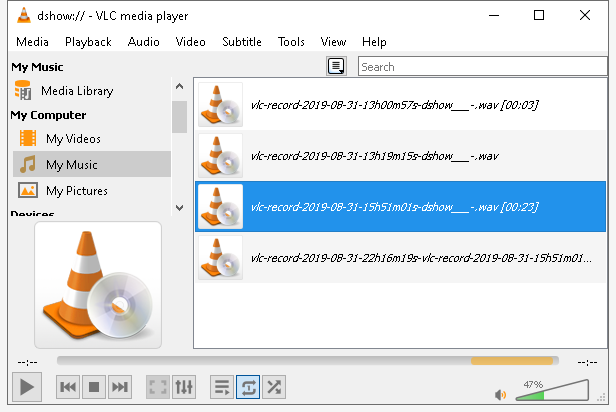 dshow:// - VLC media player
Media Playback Audio Video Subtitle Tools View Help
My Music
Search
Media Library
My Computer
My Videos
My Music
My Pictures
Devices
vlc-record-2019-08-31-13h00m57s-dshow___-.wav [00:03]
vlc-record-2019-08-31-13h19m15s-dshow___-.wav
vlc-record-2019-08-31-15h51m01s-dshow___-.wav [00:23]
vlc-record-2019-08-31-22h16m19s-vlc-record-2019-08-31-15h51m01...
--:-- --:--
47%